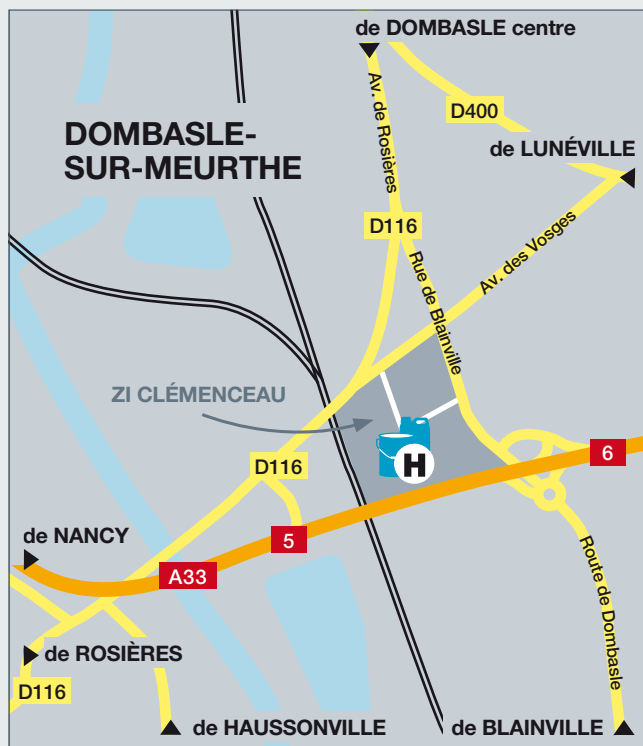 de DOMBASLE centre
D400
DOMBASLE-
SUR-MEURTHE
Av. de Rosières
de LUNÉVILLE
D116
Av. des Vosges
Rue de Blainville
ZI CLÉMENCEAU
D116
H
6
de NANCY
5
A33
Route de Dombasle
de ROSIÈRES
D116
de HAUSSONVILLE
de BLAINVILLE